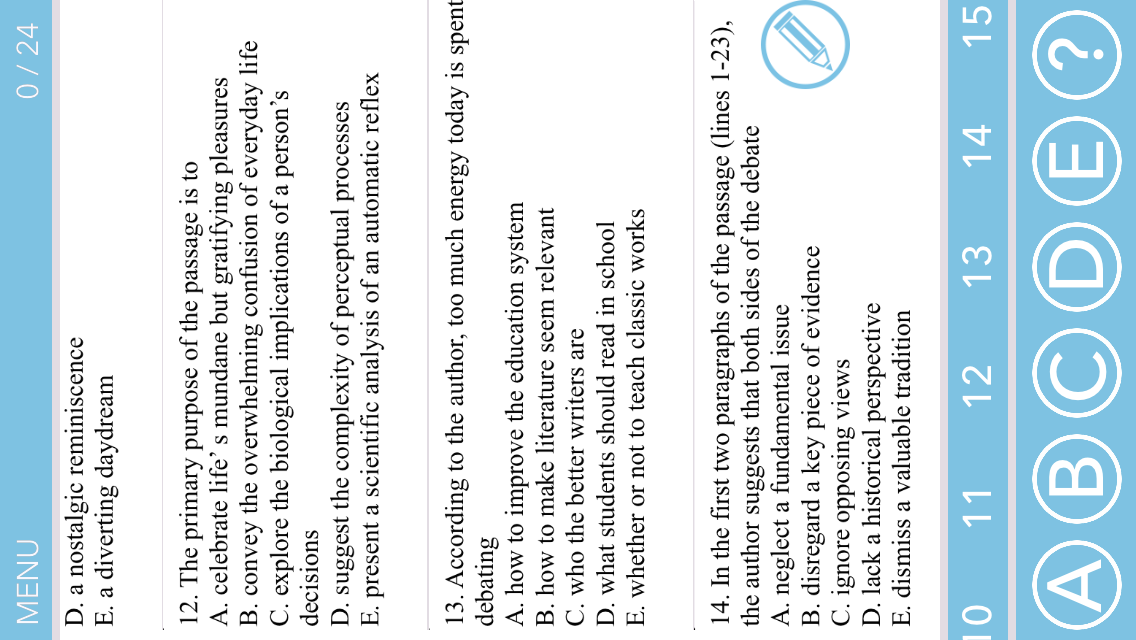 MENU 0 / 24
D. a nostalgic reminiscence
E. a diverting daydream
12. The primary purpose of the passage is to
A. celebrate life’ s mundane but gratifying pleasures
B. convey the overwhelming confusion of everyday life
C. explore the biological implications of a person’s
decisions
D. suggest the complexity of perceptual processes
E. present a scientific analysis of an automatic reflex
13. According to the author, too much energy today is spent
debating
A. how to improve the education system
B. how to make literature seem relevant
C. who the better writers are
D. what students should read in school
E. whether or not to teach classic works
14. In the first two paragraphs of the passage (lines 1-23),
the author suggests that both sides of the debate
A. neglect a fundamental issue
B. disregard a key piece of evidence
C. ignore opposing views
D. lack a historical perspective
E. dismiss a valuable tradition
10 11 12 13 14 15
A B C D E ?